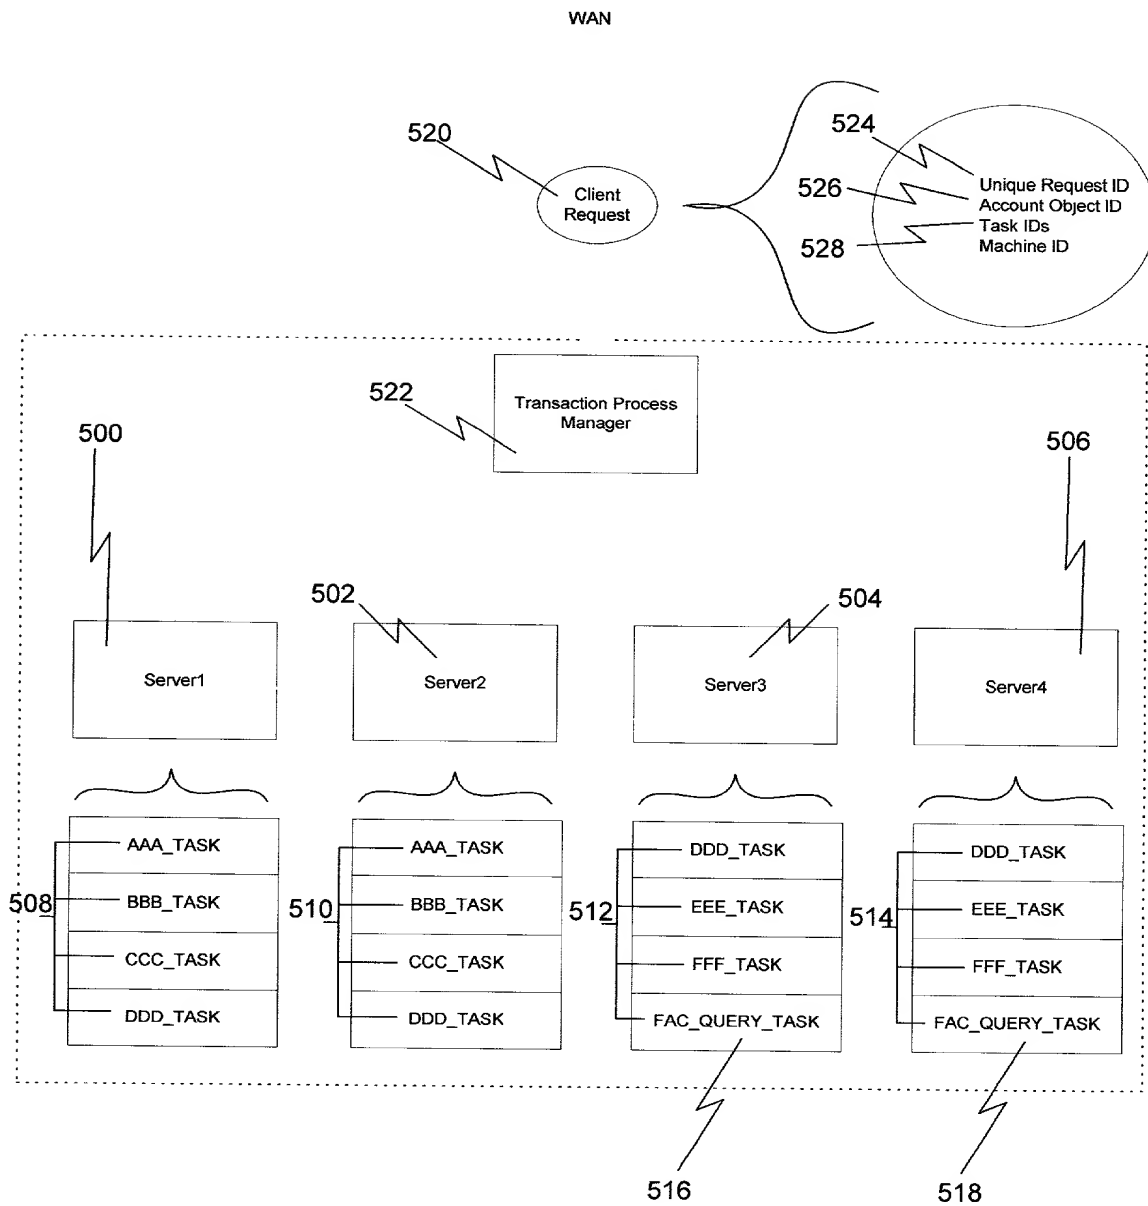 WAN
520
Client
Request
524
526
528
Unique Request ID
Account Object ID
Task IDs
Machine ID
522
Transaction Process
Manager
500
506
502
504
Server1
Server2
Server3
Server4
508
AAA_TASK
BBB_TASK
CCC_TASK
DDD_TASK
510
AAA_TASK
BBB_TASK
CCC_TASK
DDD_TASK
512
DDD_TASK
EEE_TASK
FFF_TASK
FAC_QUERY_TASK
514
DDD_TASK
EEE_TASK
FFF_TASK
FAC_QUERY_TASK
516
518